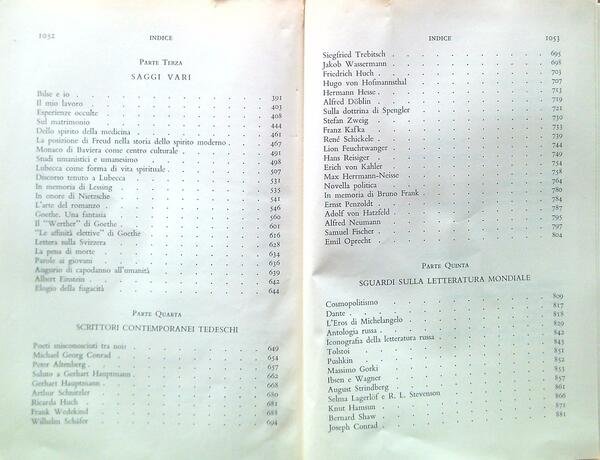 1052 INDICE
PARTE TERZA
SAGGI VARI
Bilse e io 391
Il mio lavoro 403
Esperienze occulte 408
Sul matrimonio 444
Dello spirito della medicina 461
La posizione di Freud nella storia dello spirito moderno 467
Monaco di Baviera come centro culturale 491
Studi umanistici e umanesimo 498
Lubecca come forma di vita spirituale 507
Discorso tenuto a Lubecca 531
In memoria di Lessing 535
In onore di Nietzsche 541
L'arte del romanzo 546
Goethe. Una fantasia 560
Il "Werther" di Goethe 601
"Le affinità elettive" di Goethe 616
Lettera sulla Svizzera 628
La pena di morte 634
Parole ai giovani 636
Augurio di capodanno all'umanità 639
Albert Einstein 642
Elogio della fugacità 644
PARTE QUARTA
SCRITTORI CONTEMPORANEI TEDESCHI
Poeti misconosciuti tra noi 649
Michael Georg Conrad 654
Peter Altenberg 657
Saluto a Gerhart Hauptmann 662
Gerhart Hauptmann 668
Arthur Schnitzler 680
Ricarda Huch 681
Frank Wedekind 688
Wilhelm Schäfer 694
INDICE 1053
Siegfried Trebitsch 695
Jakob Wassermann 698
Friedrich Huch 703
Hugo von Hofmannsthal 707
Hermann Hesse 713
Alfred Döblin 719
Sulla dottrina di Spengler 721
Stefan Zweig 730
Franz Kafka 733
René Schickele 739
Lion Feuchtwanger 744
Hans Reisiger 749
Erich von Kahler 754
Max Herrmann-Neisse 758
Novella politica 764
In memoria di Bruno Frank 780
Ernst Penzoldt 784
Adolf von Hatzfeld 787
Alfred Neumann 795
Samuel Fischer 797
Emil Oprecht 804
PARTE QUINTA
SGUARDI SULLA LETTERATURA MONDIALE
Cosmopolitismo 809
Dante 817
L'Eros di Michelangelo 818
Antologia russa 829
Iconografia della letteratura russa 842
Tolstoi 843
Pushkin 851
Massimo Gorki 852
Ibsen e Wagner 857
August Strindberg 861
Selma Lagerlöf e R. L. Stevenson 866
Knut Hamsun 871
Bernard Shaw 881
Joseph Conrad